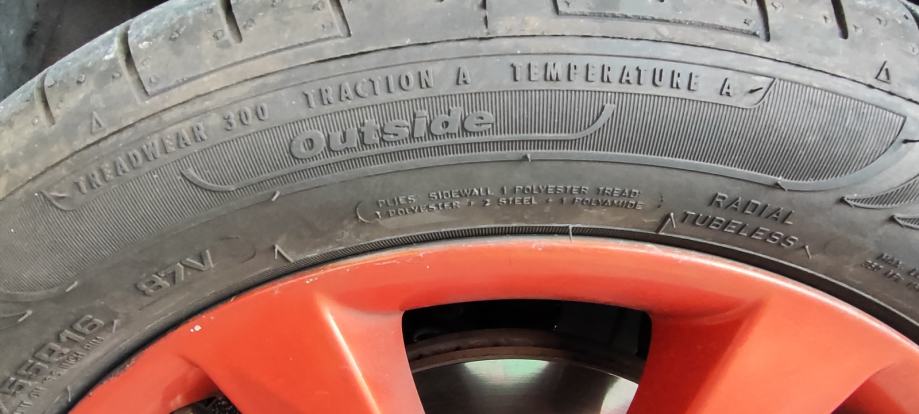 TREADWEAR 300 TRACTION A TEMPERATURE A
Outside
PLIES: SIDEWALL 1 POLYESTER TREAD
1 POLYESTER + 2 STEEL + 1 POLYAMIDE
RADIAL
TUBELESS
87V
55R16
MAX